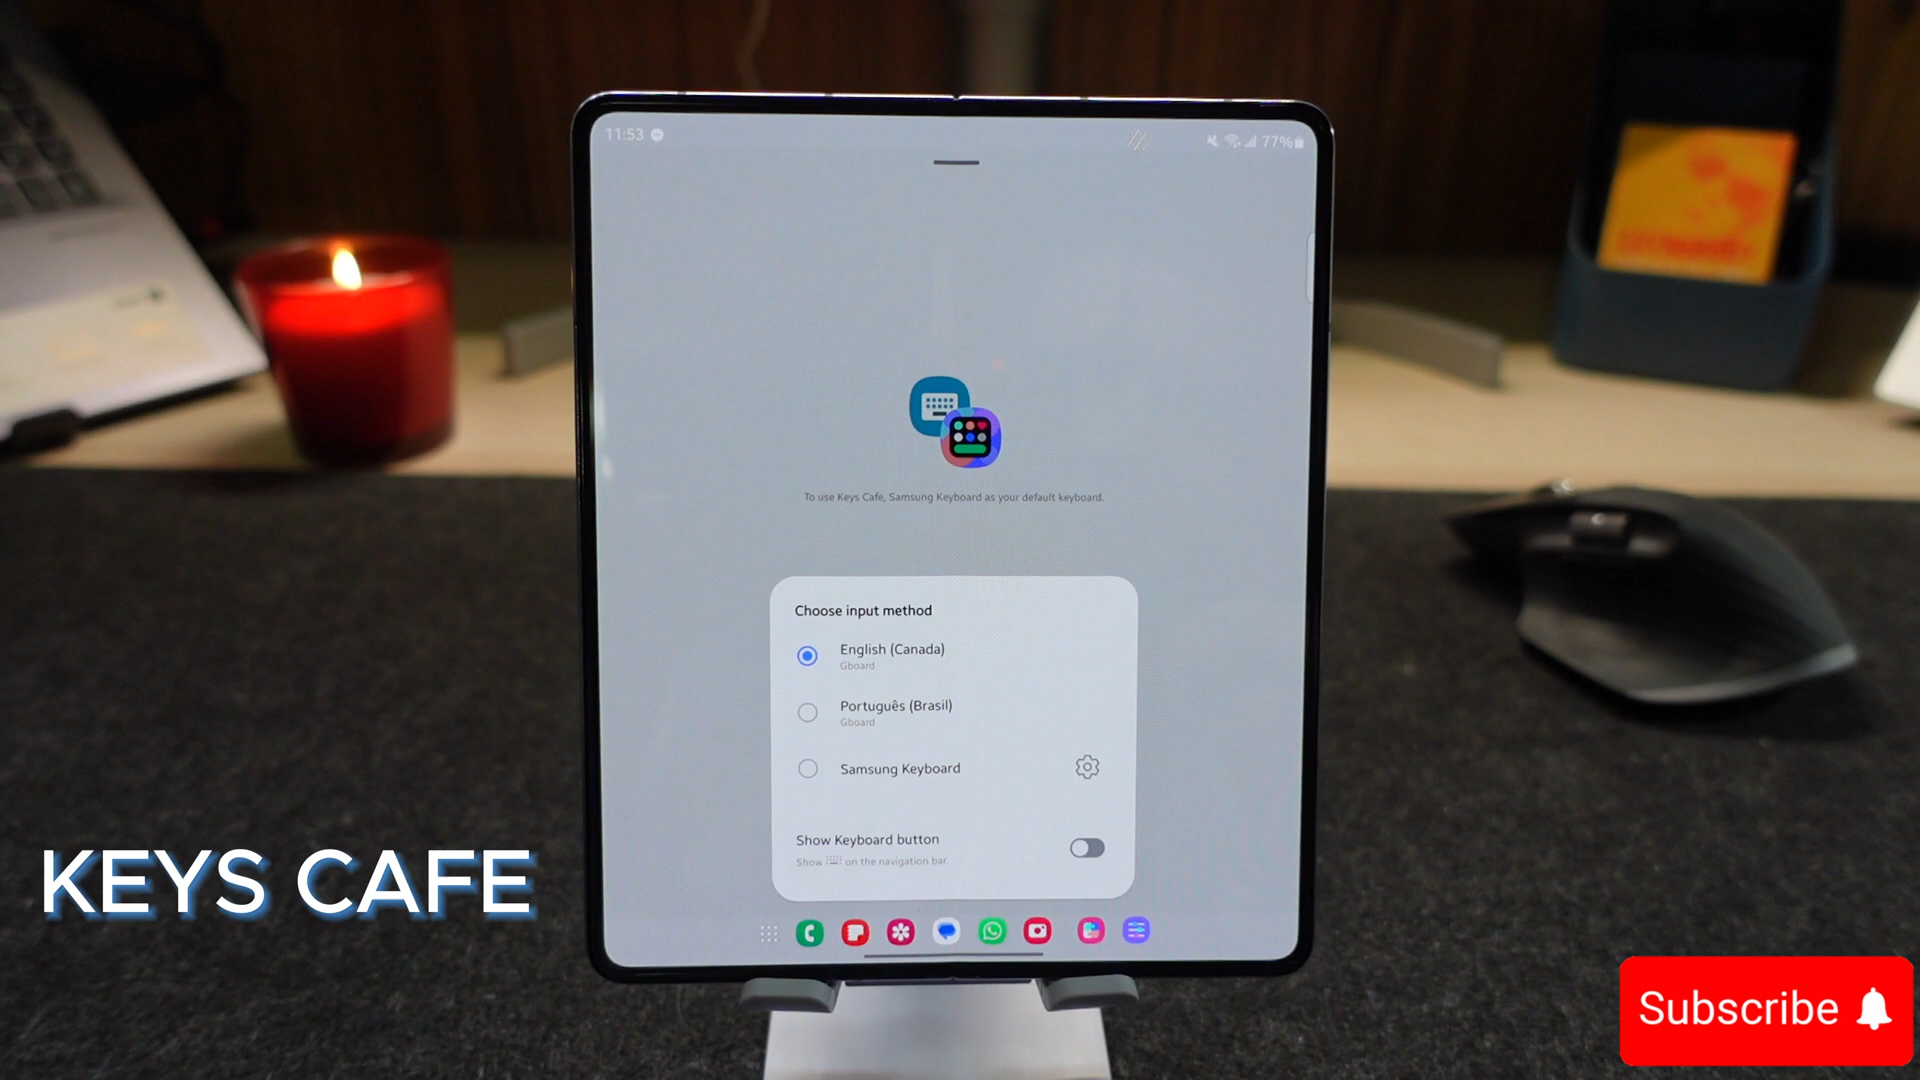 11:53
77%
To use Keys Cafe, Samsung Keyboard as your default keyboard.
Choose input method
English (Canada)
Gboard
Português (Brasil)
Gboard
Samsung Keyboard
Show Keyboard button
Show on the navigation bar.
KEYS CAFE
Subscribe